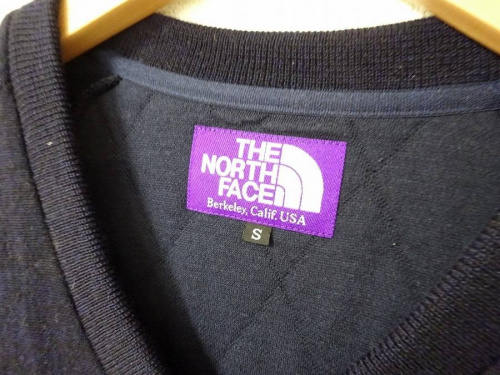 THE
NORTH
FACE
Berkeley, Calif. USA
S